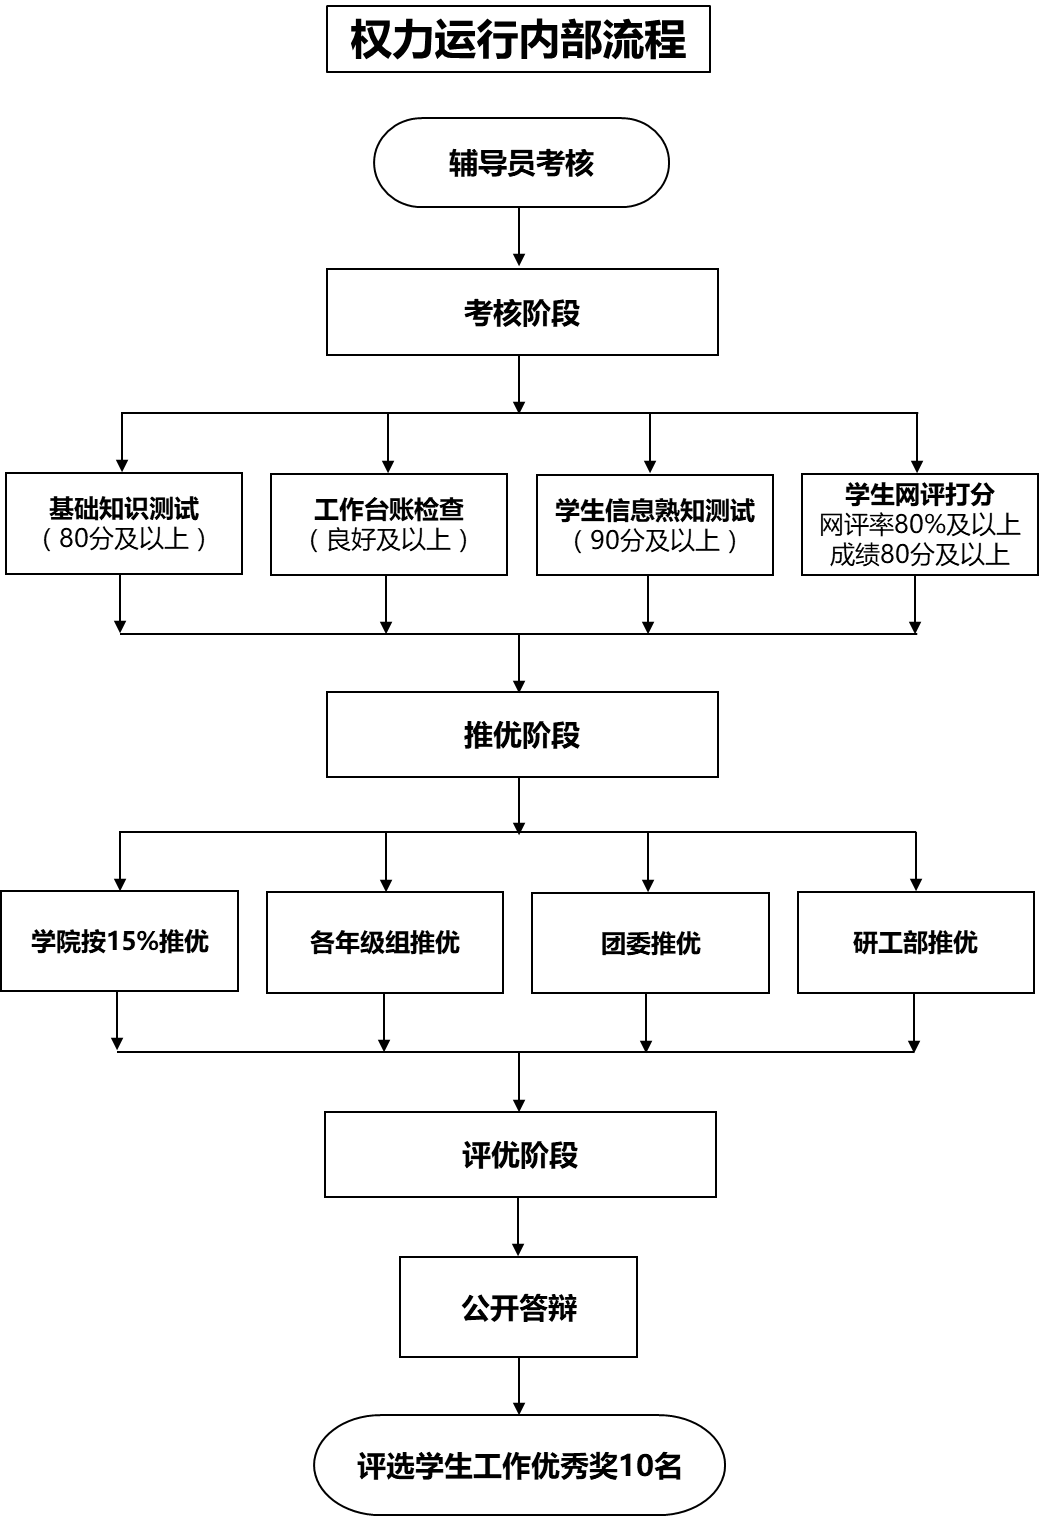 权力运行内部流程
辅导员考核
考核阶段
基础知识测试
（80分及以上）
工作台账检查
（良好及以上）
学生信息熟知测试
（90分及以上）
学生网评打分
网评率80%及以上
成绩80分及以上
推优阶段
学院按15%推优
各年级组推优
团委推优
研工部推优
评优阶段
公开答辩
评选学生工作优秀奖10名